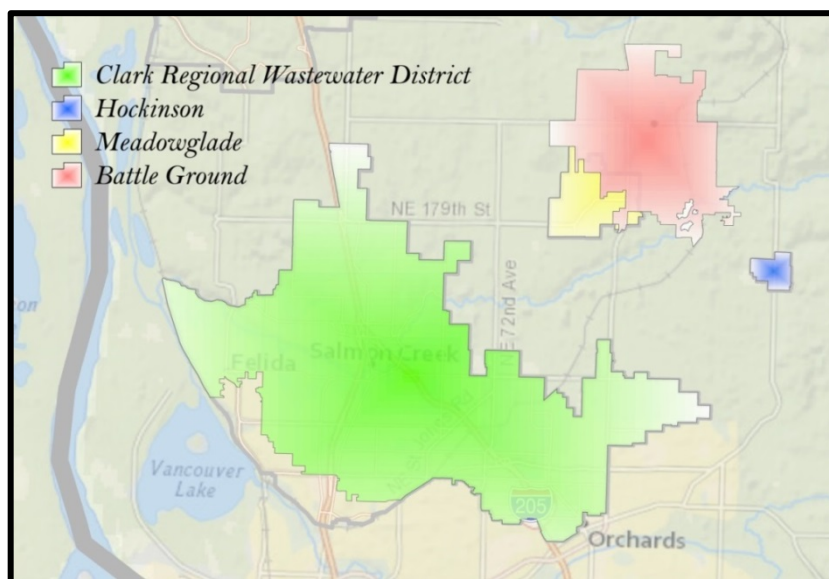 Clark Regional Wastewater District
Hockinson
Meadowglade
Battle Ground
NE 179th St
NE 72nd Ave
Felida
Salmon Creek
Vancouver
Lake
205
Orchards